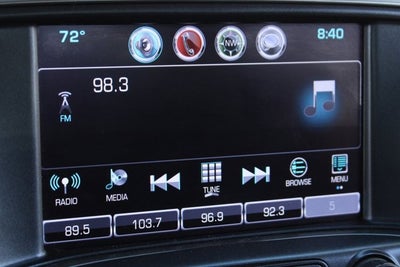 72° NW 8:40
98.3
FM
RADIO MEDIA TUNE BROWSE MENU
89.5 103.7 96.9 92.3 5